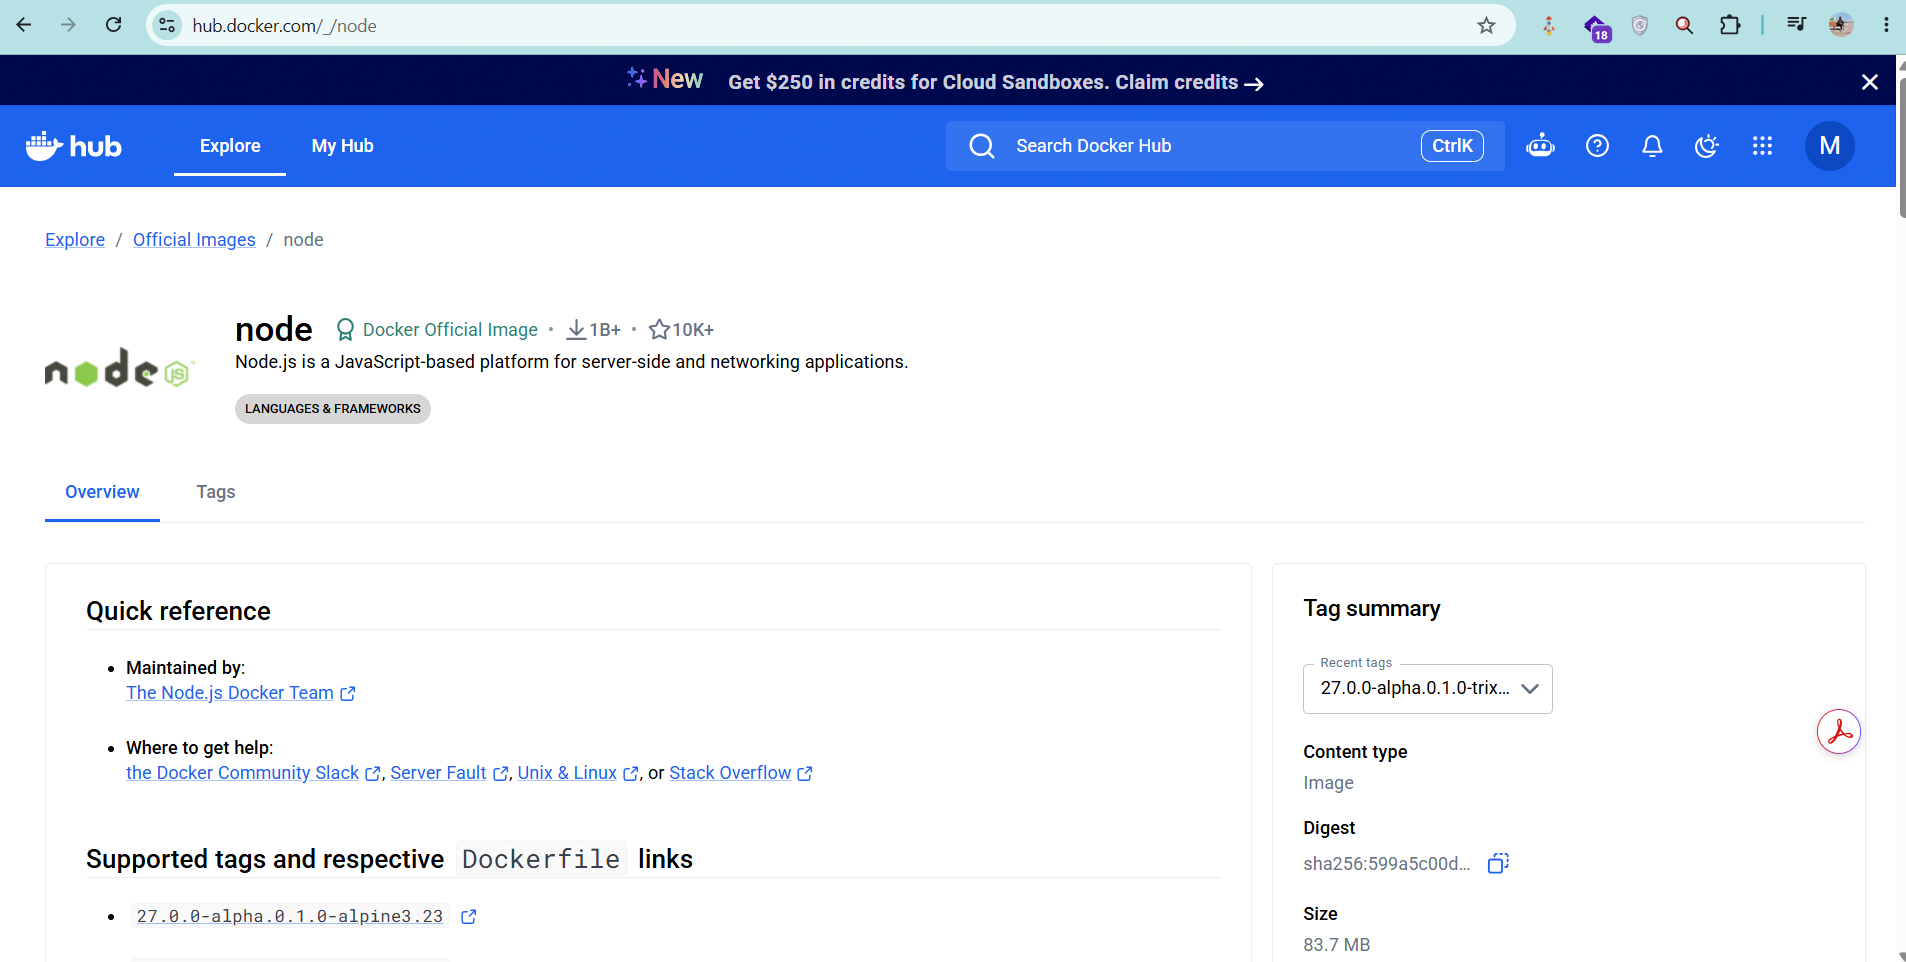 hub.docker.com/_/node
18
New Get $250 in credits for Cloud Sandboxes. Claim credits →
hub Explore My Hub Search Docker Hub CtrlK M
Explore / Official Images / node
node Docker Official Image • 1B+ • 10K+
Node.js is a JavaScript-based platform for server-side and networking applications.
node JS
LANGUAGES & FRAMEWORKS
Overview Tags
Quick reference
• Maintained by:
The Node.js Docker Team
• Where to get help:
the Docker Community Slack, Server Fault, Unix & Linux, or Stack Overflow
Supported tags and respective Dockerfile links
• 27.0.0-alpha.0.1.0-alpine3.23
Tag summary
Recent tags
27.0.0-alpha.0.1.0-trix...
Content type
Image
Digest
sha256:599a5c00d...
Size
83.7 MB